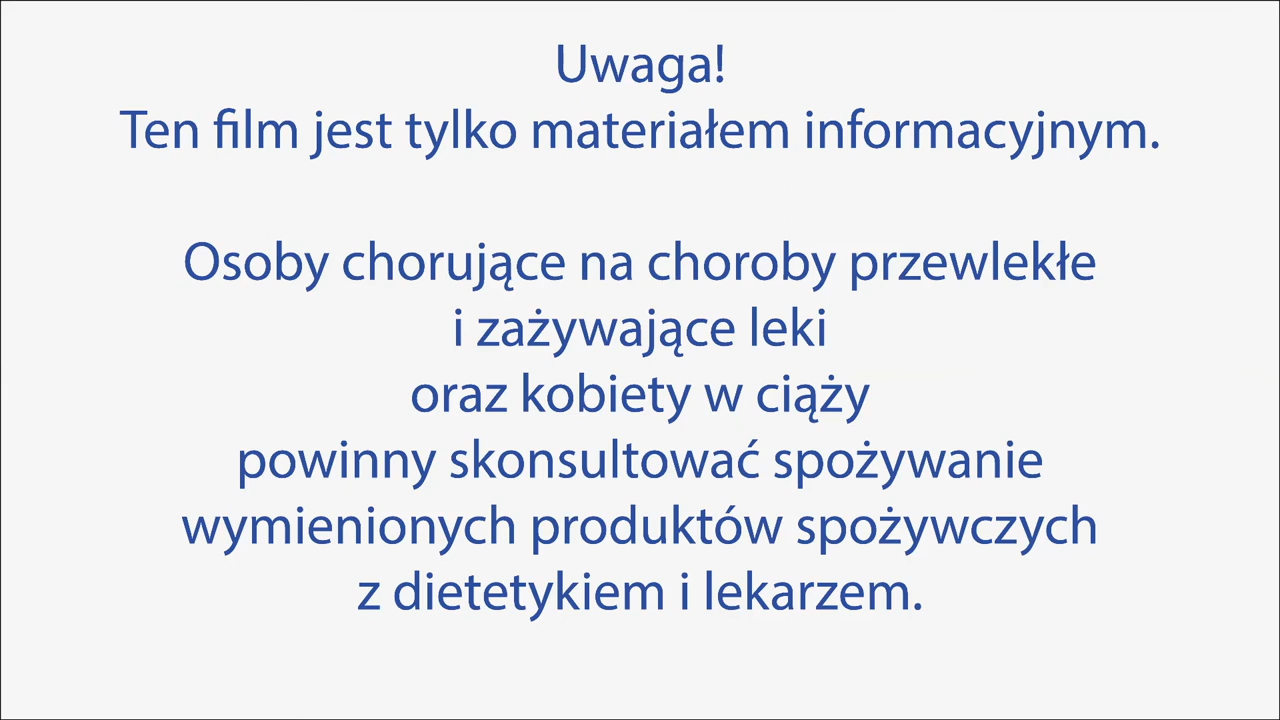 Uwaga!
Ten film jest tylko materiałem informacyjnym.
Osoby chorujące na choroby przewlekłe
i zażywające leki
oraz kobiety w ciąży
powinny skonsultować spożywanie
wymienionych produktów spożywczych
z dietetykiem i lekarzem.